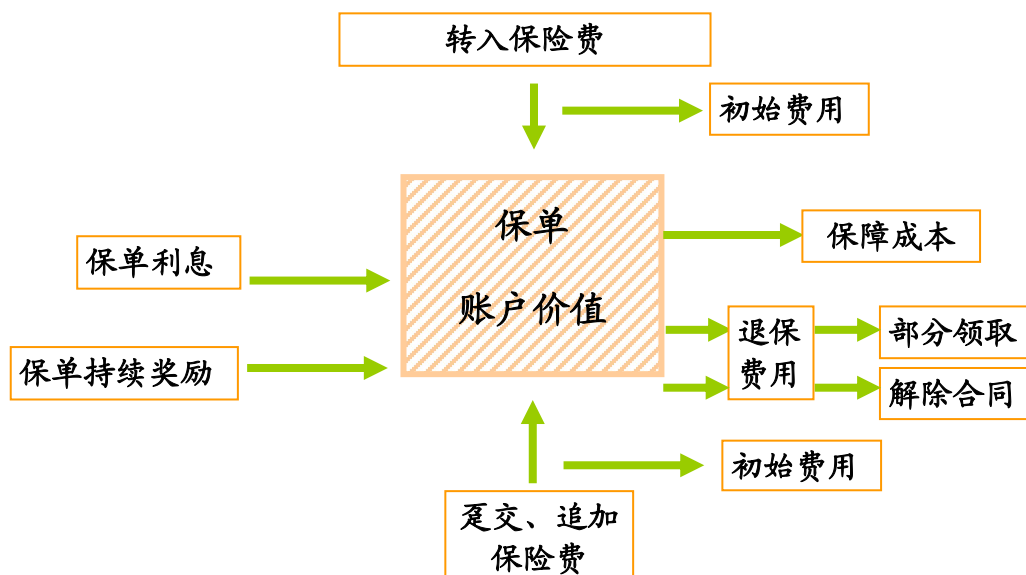 转入保险费
初始费用
保单
账户价值
保障成本
保单利息
退保
费用
部分领取
保单持续奖励
解除合同
初始费用
趸交、追加
保险费